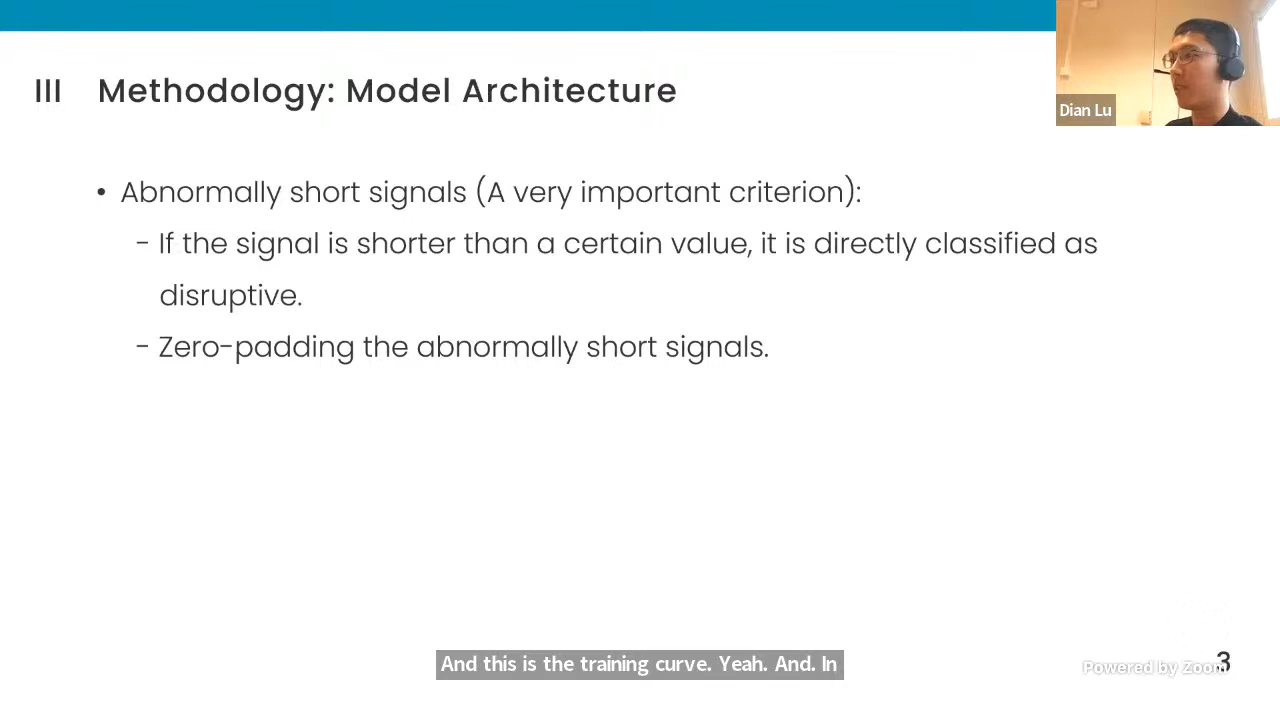 III Methodology: Model Architecture
Dian Lu
• Abnormally short signals (A very important criterion):
- If the signal is shorter than a certain value, it is directly classified as
disruptive.
- Zero-padding the abnormally short signals.
And this is the training curve. Yeah. And. In
Powered by Zoom
3